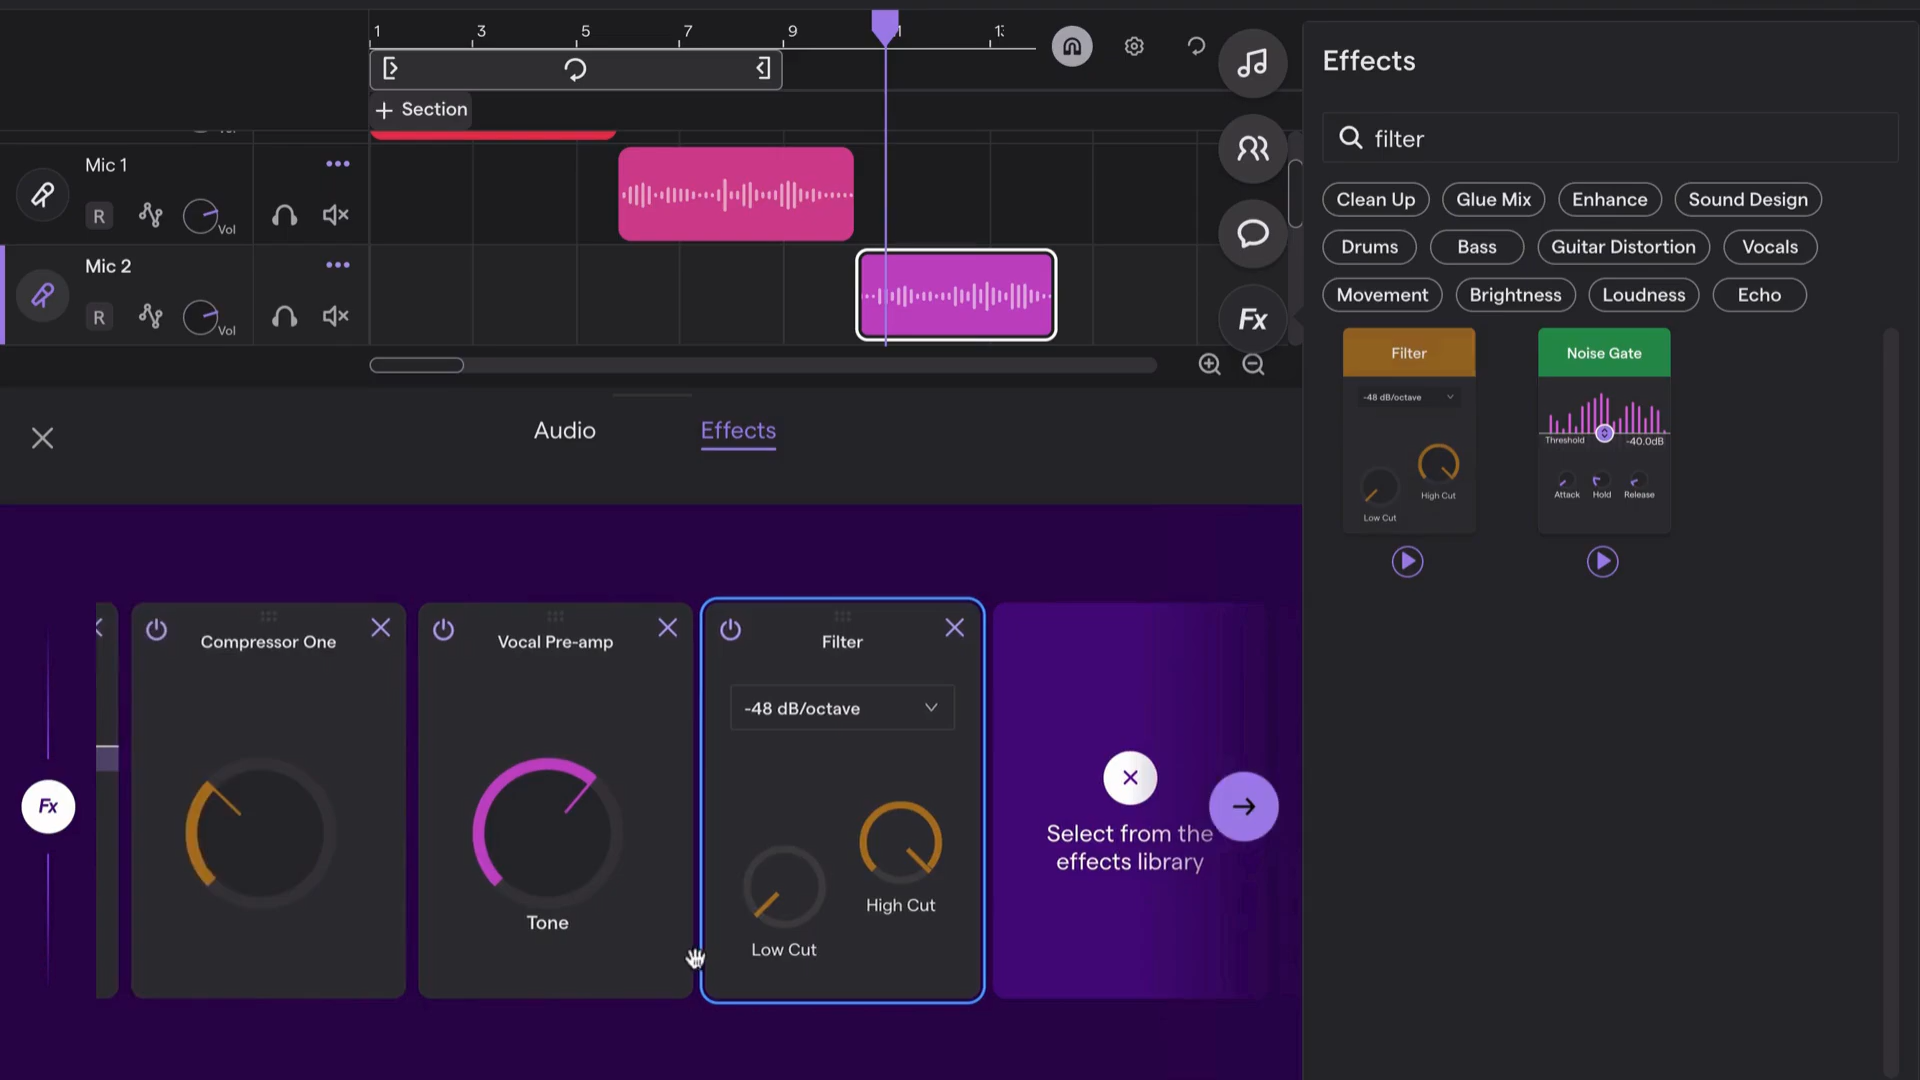 1 3 5 7 9
Section
Mic 1
R
Vol
Mic 2
R
Vol
Fx
Audio
Effects
Fx
Compressor One
Vocal Pre-amp
Tone
Filter
-48 dB/octave
High Cut
Low Cut
Select from the
effects library
Effects
filter
Clean Up
Glue Mix
Enhance
Sound Design
Drums
Bass
Guitar Distortion
Vocals
Movement
Brightness
Loudness
Echo
Filter
-48 dB/octave
High Cut
Low Cut
Noise Gate
Threshold
-40.0dB
Attack
Hold
Release